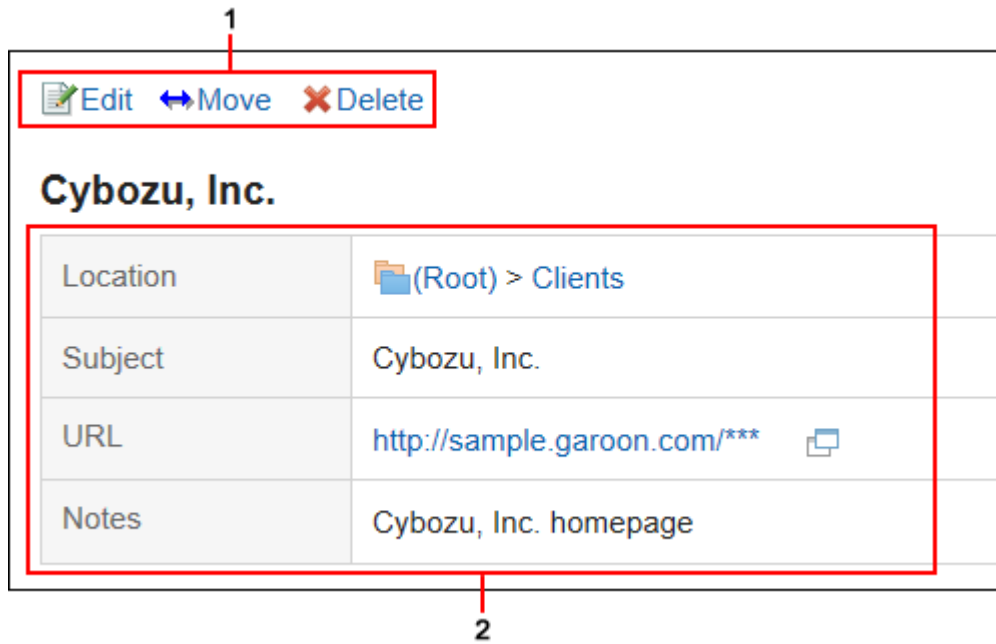 1
Edit Move Delete
Cybozu, Inc.
Location (Root) > Clients
Subject Cybozu, Inc.
URL http://sample.garoon.com/***
Notes Cybozu, Inc. homepage
2